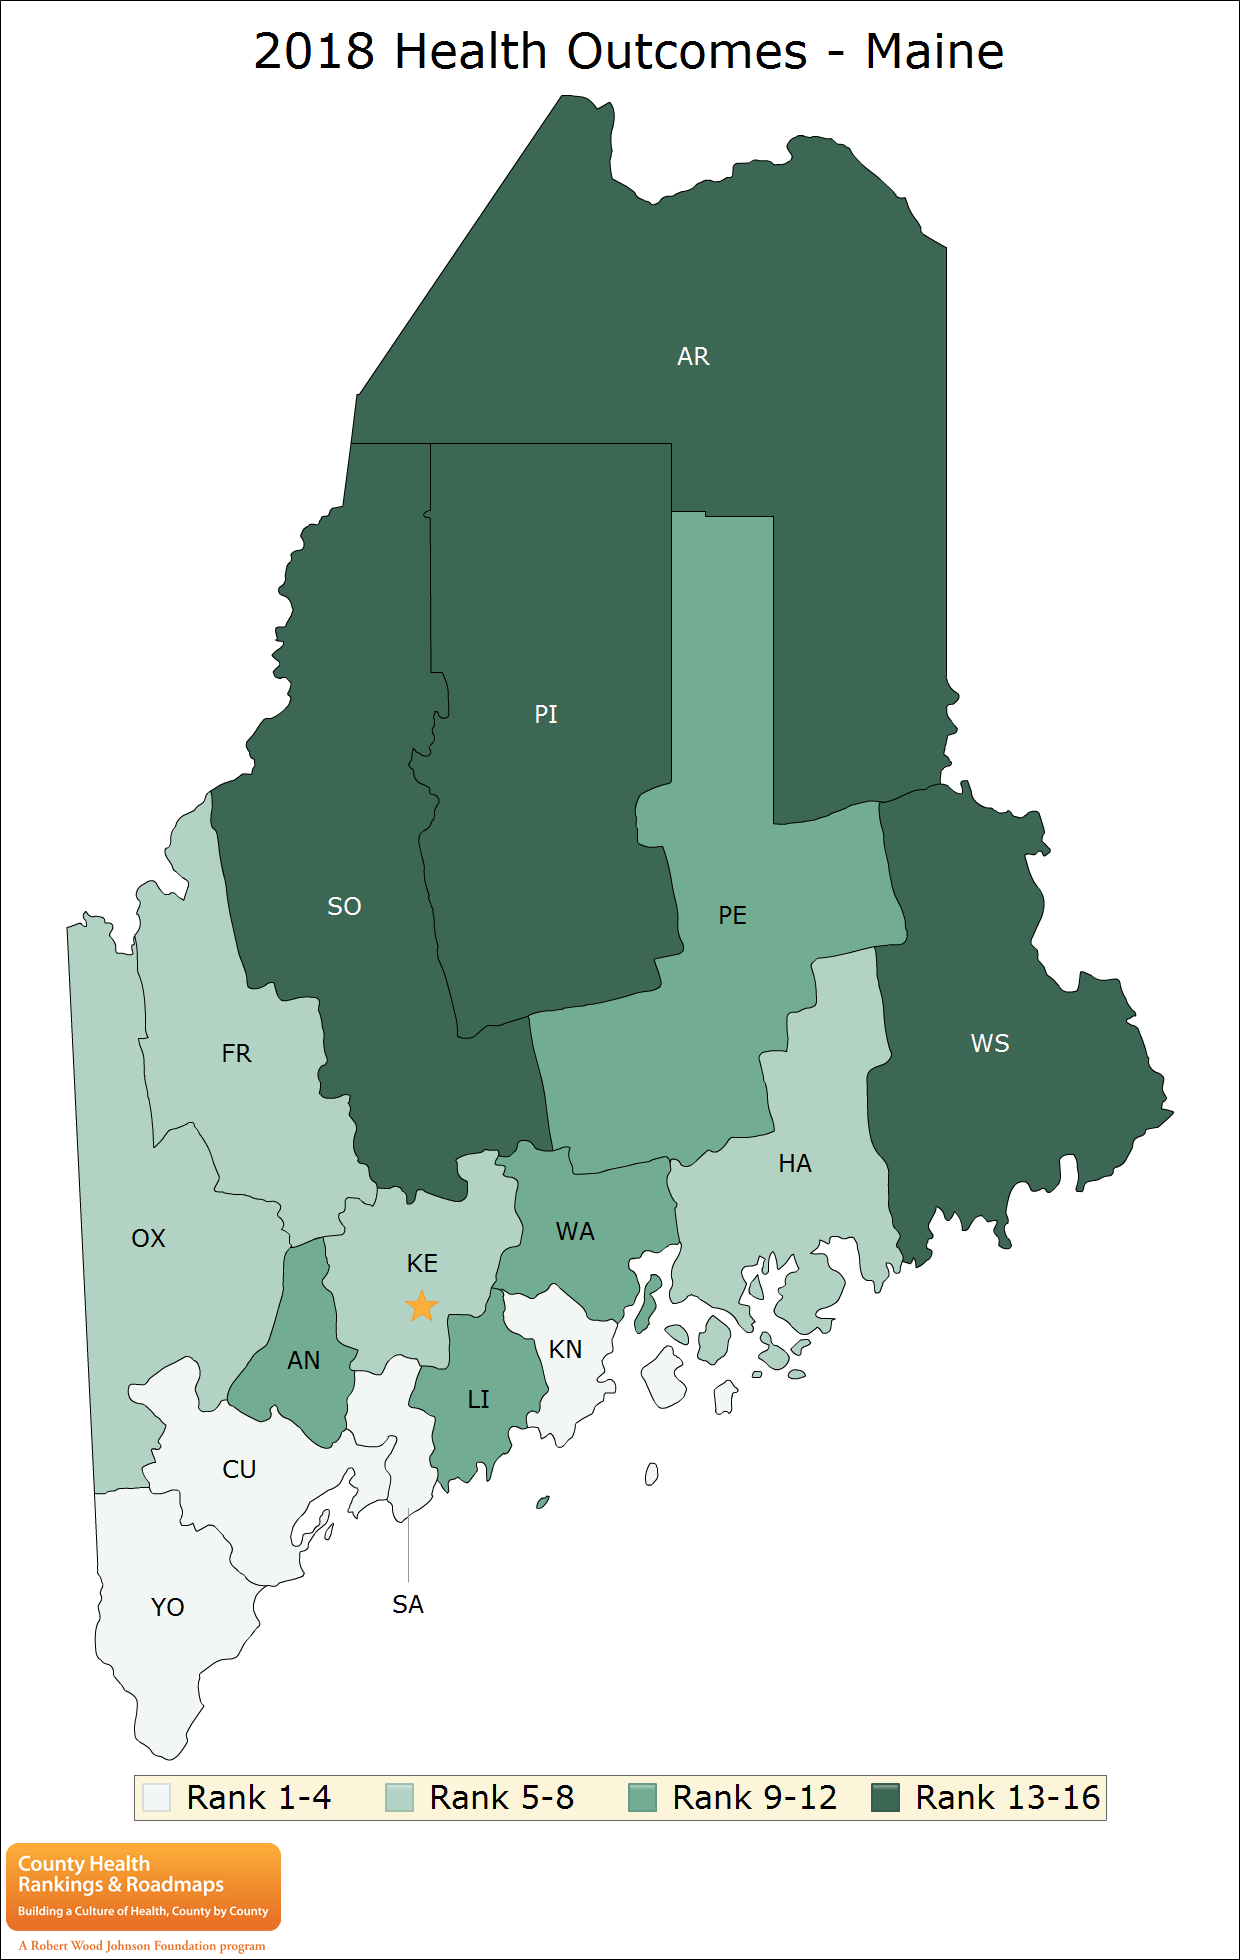 2018 Health Outcomes - Maine
AR
PI
SO
PE
WS
FR
HA
OX
WA
KE
KN
AN
LI
CU
SA
YO
Rank 1-4 Rank 5-8 Rank 9-12 Rank 13-16
County Health
Rankings & Roadmaps
Building a Culture of Health, County by County
A Robert Wood Johnson Foundation program